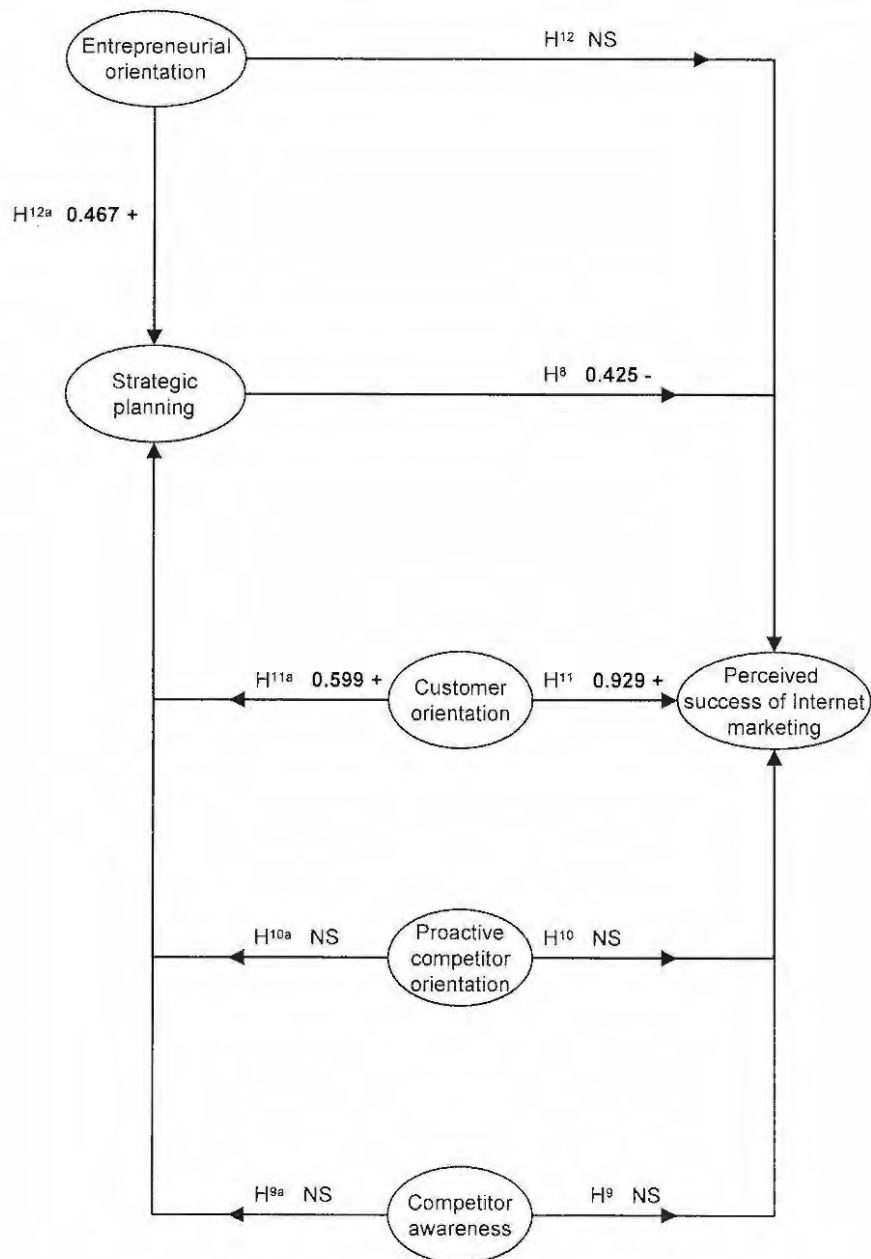 Entrepreneurial
orientation
H¹² NS
H¹²ᵃ 0.467 +
Strategic
planning
H⁸ 0.425 -
H¹¹ᵃ 0.599 +
Customer
orientation
H¹¹ 0.929 +
Perceived
success of Internet
marketing
H¹⁰ᵃ NS
Proactive
competitor
orientation
H¹⁰ NS
H⁹ᵃ NS
Competitor
awareness
H⁹ NS